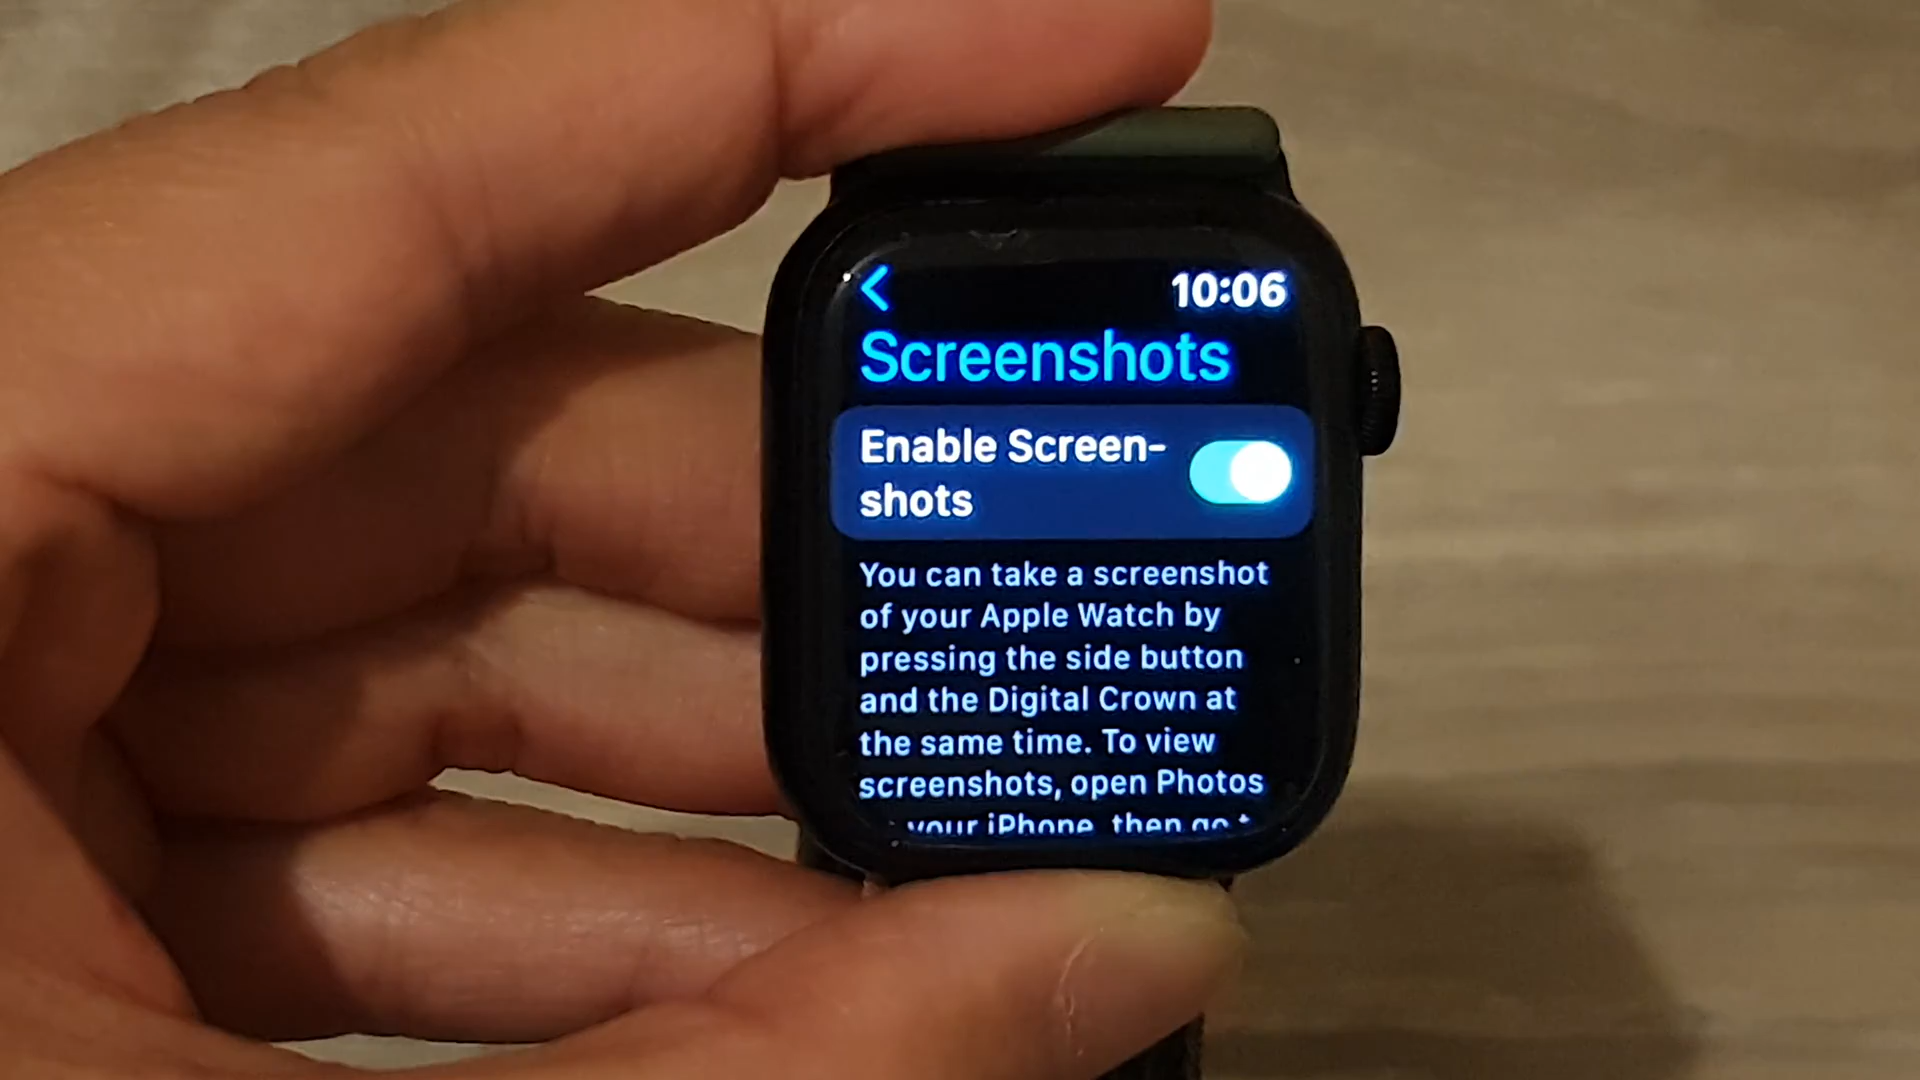 10:06
Screenshots
Enable Screen-
shots
You can take a screenshot
of your Apple Watch by
pressing the side button
and the Digital Crown at
the same time. To view
screenshots, open Photos
your iPhone, then go